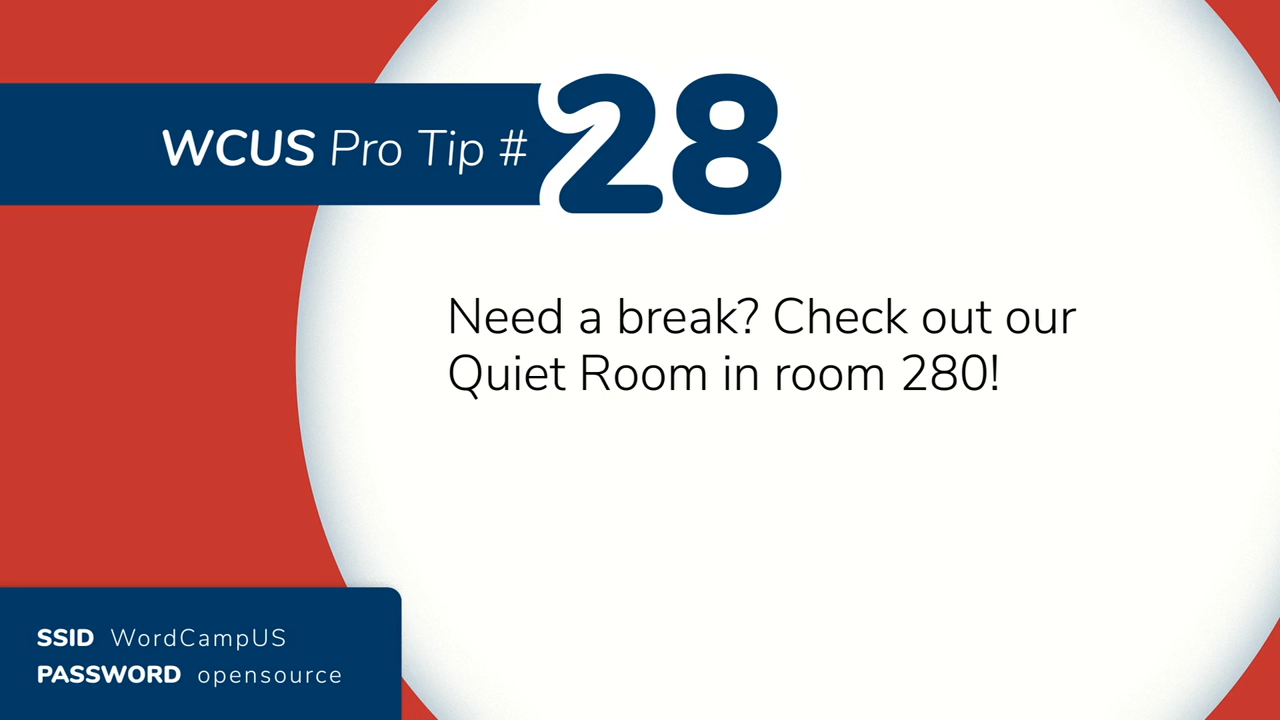 WCUS Pro Tip #28
Need a break? Check out our
Quiet Room in room 280!
SSID WordCampUS
PASSWORD opensource